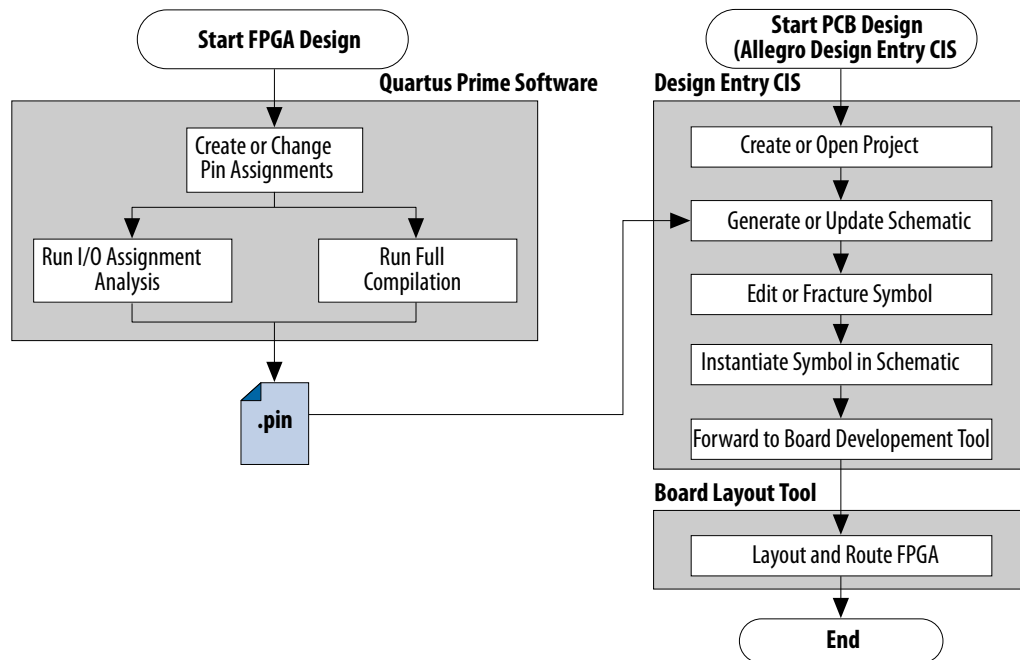 Start FPGA Design
Start PCB Design
(Allegro Design Entry CIS
Quartus Prime Software
Design Entry CIS
Create or Change
Pin Assignments
Run I/O Assignment
Analysis
Run Full
Compilation
.pin
Create or Open Project
Generate or Update Schematic
Edit or Fracture Symbol
Instantiate Symbol in Schematic
Forward to Board Developement Tool
Board Layout Tool
Layout and Route FPGA
End